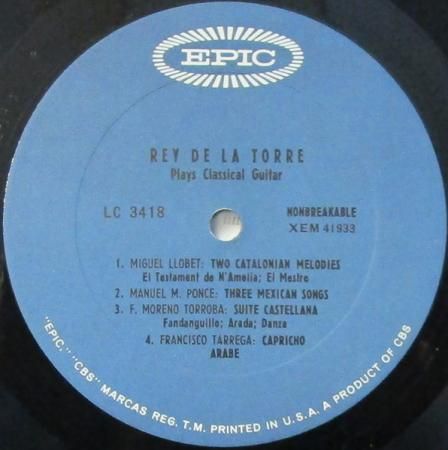 EPIC
REY DE LA TORRE
Plays Classical Guitar
LC 3418
NONBREAKABLE
XEM 41933
1. MIGUEL LLOBET: TWO CATALONIAN MELODIES
El Testament de N'Amelia; El Mestre
2. MANUEL M. PONCE: THREE MEXICAN SONGS
3. F. MORENO TORROBA: SUITE CASTELLANA
Fandanguillo; Arada; Danza
4. FRANCISCO TARREGA: CAPRICHO
ARABE
"EPIC," "CBS" MARCAS REG. T.M. PRINTED IN U.S.A. A PRODUCT OF CBS